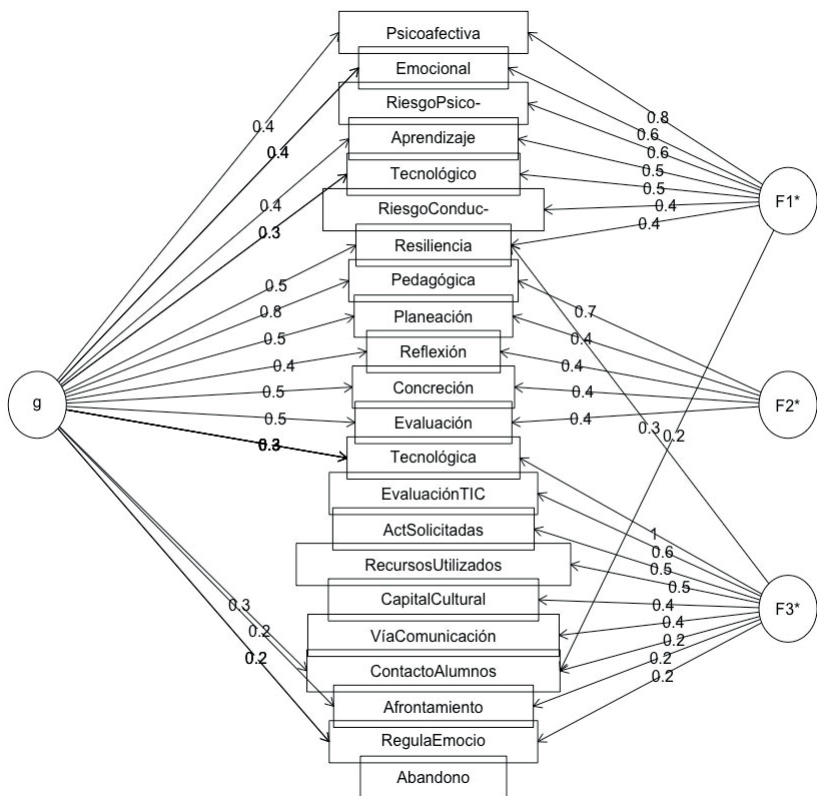 Psicoafectiva
Emocional
RiesgoPsico-
Aprendizaje
Tecnológico
RiesgoConduc-
Resiliencia
Pedagógica
Planeación
Reflexión
Concreción
Evaluación
Tecnológica
EvaluaciónTIC
ActSolicitadas
RecursosUtilizados
CapitalCultural
VíaComunicación
ContactoAlumnos
Afrontamiento
RegulaEmocio
Abandono
g
0.4
0.4
0.4
0.3
0.5
0.8
0.5
0.4
0.5
0.5
0.3
0.3
0.2
0.2
F1*
0.8
0.6
0.6
0.5
0.5
0.4
0.4
0.2
F2*
0.7
0.4
0.4
0.4
0.4
F3*
0.3
1
0.6
0.5
0.5
0.4
0.4
0.2
0.2
0.2